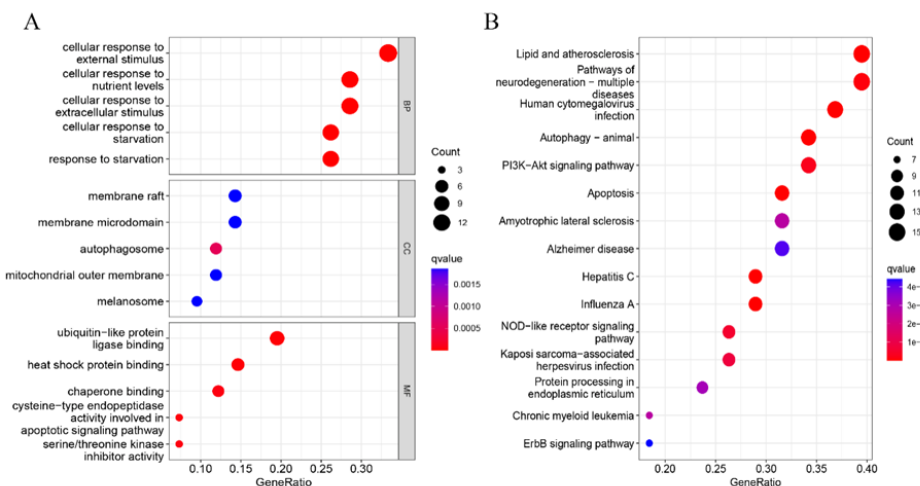 A
cellular response to
external stimulus
cellular response to
nutrient levels
cellular response to
extracellular stimulus
cellular response to
starvation
response to starvation
BP
membrane raft
membrane microdomain
autophagosome
mitochondrial outer membrane
melanosome
CC
ubiquitin−like protein
ligase binding
heat shock protein binding
chaperone binding
cysteine−type endopeptidase
activity involved in
apoptotic signaling pathway
serine/threonine kinase
inhibitor activity
MF
0.10 0.15 0.20 0.25 0.30
GeneRatio
Count
3
6
9
12
qvalue
0.0015
0.0010
0.0005
B
Lipid and atherosclerosis
Pathways of
neurodegeneration − multiple
diseases
Human cytomegalovirus
infection
Autophagy − animal
PI3K−Akt signaling pathway
Apoptosis
Amyotrophic lateral sclerosis
Alzheimer disease
Hepatitis C
Influenza A
NOD−like receptor signaling
pathway
Kaposi sarcoma−associated
herpesvirus infection
Protein processing in
endoplasmic reticulum
Chronic myeloid leukemia
ErbB signaling pathway
0.20 0.25 0.30 0.35 0.40
GeneRatio
Count
7
9
11
13
15
qvalue
4e−
3e−
2e−
1e−